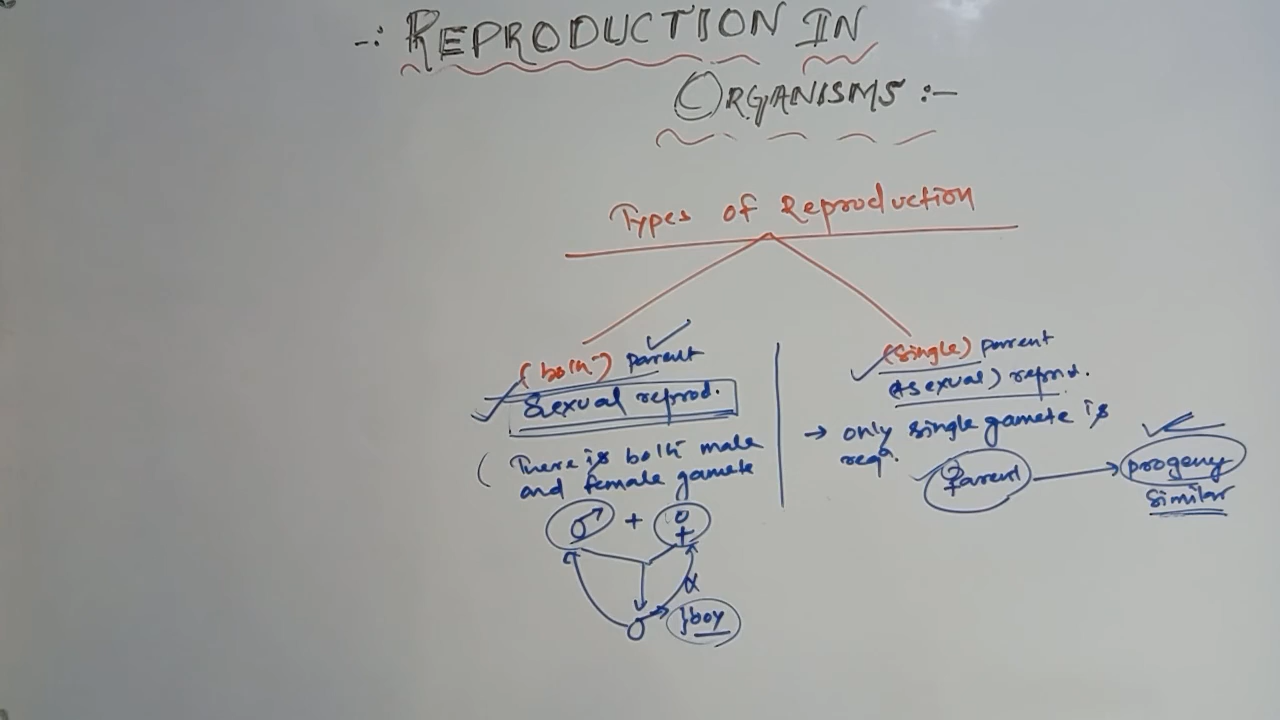 -: REPRODUCTION IN
ORGANISMS :-
Types of Reproduction
(both) parent
Sexual reprod.
(There is both male
and female gamete
♂ + ♀
}boy
(Single) parent
(Asexual) reprod.
→ only single gamete is
reqn.
Parent → progeny
Similar